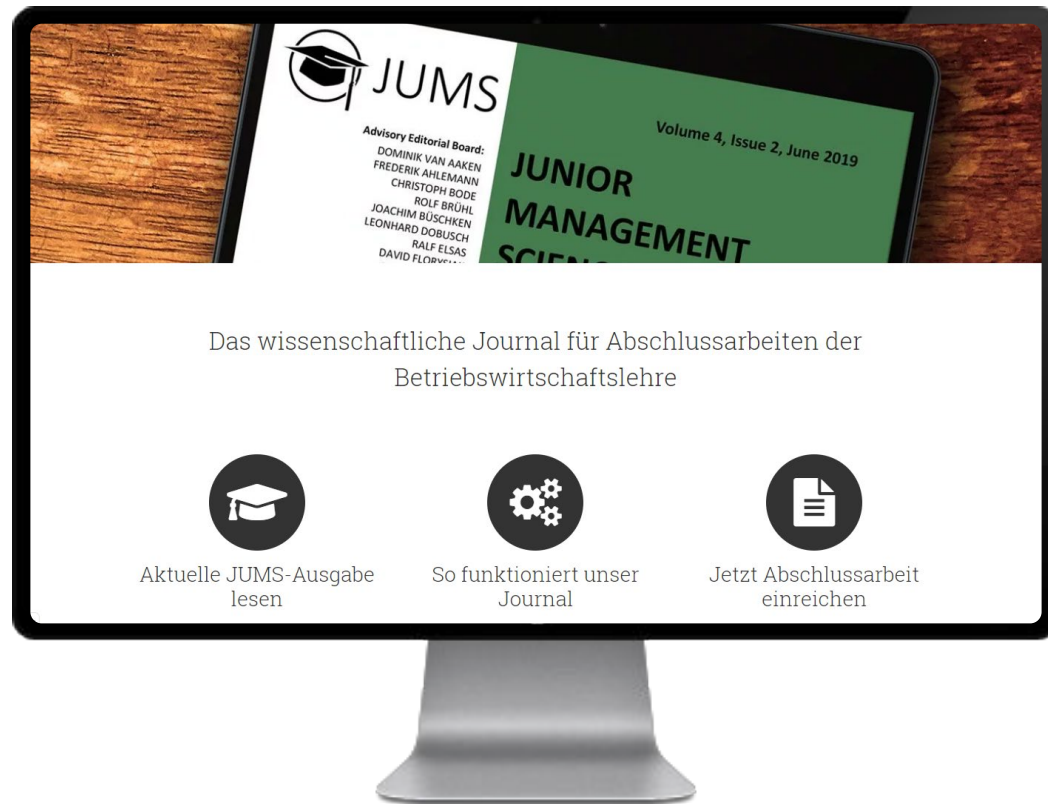 JUMS
Advisory Editorial Board:
DOMINIK VAN AAKEN
FREDERIK AHLEMANN
CHRISTOPH BODE
ROLF BRÜHL
JOACHIM BÜSCHKEN
LEONHARD DOBUSCH
RALF ELSAS
DAVID
Volume 4, Issue 2, June 2019
JUNIOR
MANAGEMENT
Das wissenschaftliche Journal für Abschlussarbeiten der
Betriebswirtschaftslehre
Aktuelle JUMS-Ausgabe
lesen
So funktioniert unser
Journal
Jetzt Abschlussarbeit
einreichen